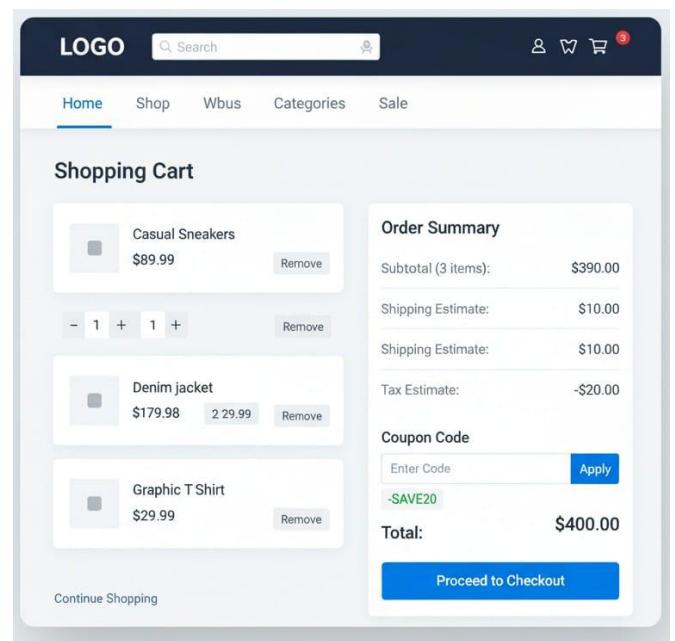 LOGO Search 3
Home Shop Wbus Categories Sale
Shopping Cart
Casual Sneakers
$89.99 Remove
− 1 + 1 + Remove
Denim jacket
$179.98 2 29.99 Remove
Graphic T Shirt
$29.99 Remove
Continue Shopping
Order Summary
Subtotal (3 items): $390.00
Shipping Estimate: $10.00
Shipping Estimate: $10.00
Tax Estimate: -$20.00
Coupon Code
Enter Code Apply
-SAVE20
Total: $400.00
Proceed to Checkout